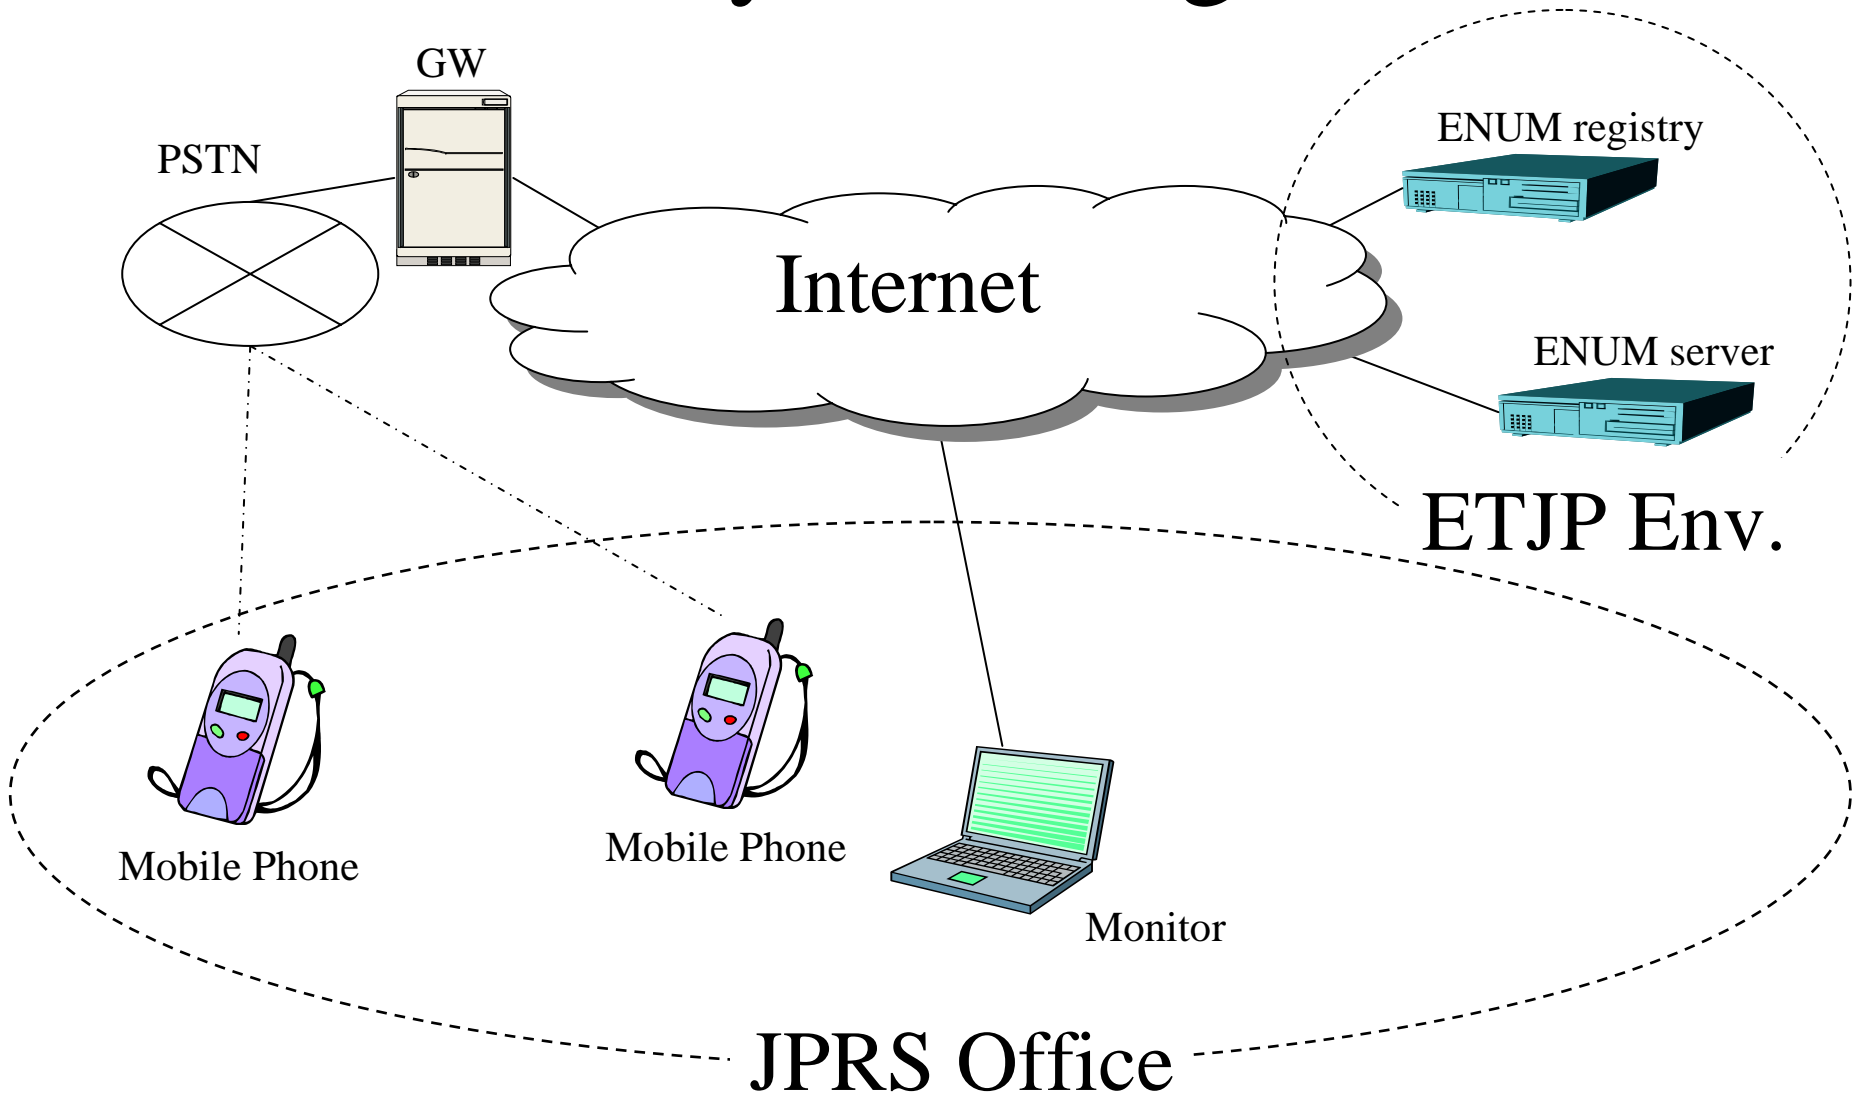 GW
PSTN
ENUM registry
Internet
ENUM server
ETJP Env.
Mobile Phone
Mobile Phone
Monitor
JPRS Office